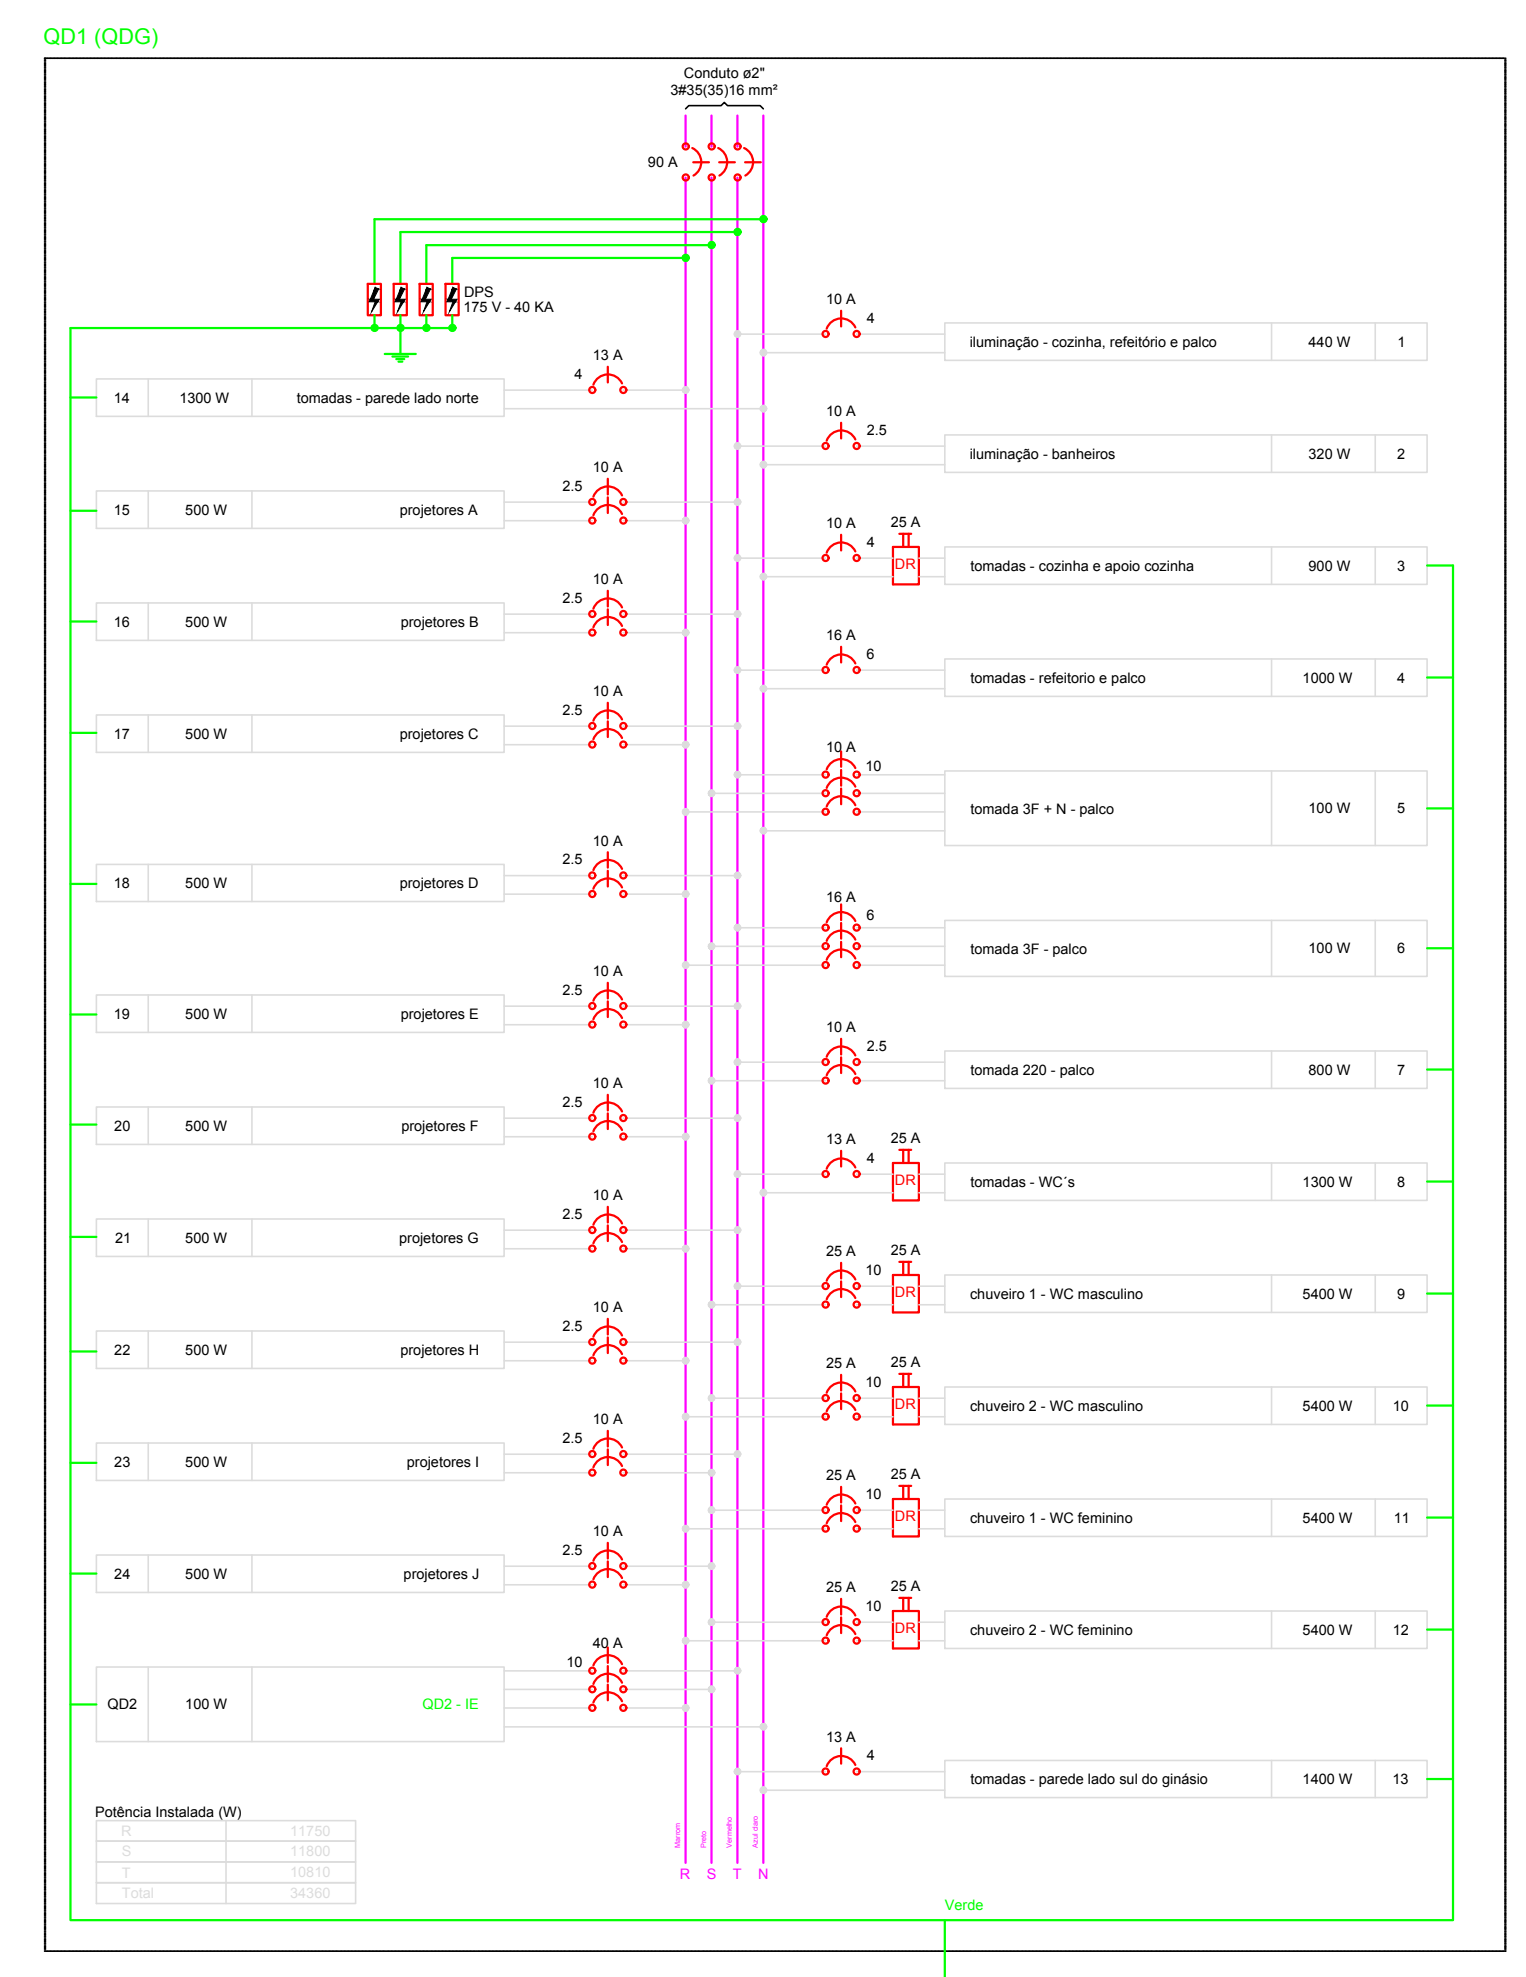 QD1 (QDG)
Conduto ø2"
3#35(35)16 mm²
90 A
DPS
175 V - 40 KA
13 A
4
14 1300 W tomadas - parede lado norte
10 A
2.5
15 500 W projetores A
10 A
2.5
16 500 W projetores B
10 A
2.5
17 500 W projetores C
10 A
2.5
18 500 W projetores D
10 A
2.5
19 500 W projetores E
10 A
2.5
20 500 W projetores F
10 A
2.5
21 500 W projetores G
10 A
2.5
22 500 W projetores H
10 A
2.5
23 500 W projetores I
10 A
2.5
24 500 W projetores J
40 A
10
QD2 100 W QD2 - IE
10 A
4
iluminação - cozinha, refeitório e palco 440 W 1
10 A
2.5
iluminação - banheiros 320 W 2
10 A 25 A
4
DR
tomadas - cozinha e apoio cozinha 900 W 3
16 A
6
tomadas - refeitorio e palco 1000 W 4
10 A
10
tomada 3F + N - palco 100 W 5
16 A
6
tomada 3F - palco 100 W 6
10 A
2.5
tomada 220 - palco 800 W 7
13 A 25 A
4
DR
tomadas - WC´s 1300 W 8
25 A 25 A
10
DR
chuveiro 1 - WC masculino 5400 W 9
25 A 25 A
10
DR
chuveiro 2 - WC masculino 5400 W 10
25 A 25 A
10
DR
chuveiro 1 - WC feminino 5400 W 11
25 A 25 A
10
DR
chuveiro 2 - WC feminino 5400 W 12
13 A
4
tomadas - parede lado sul do ginásio 1400 W 13
Potência Instalada (W)
R 11750
S 11800
T 10810
Total 34360
Marrom
Preto
Vermelho
Azul claro
R S T N
Verde